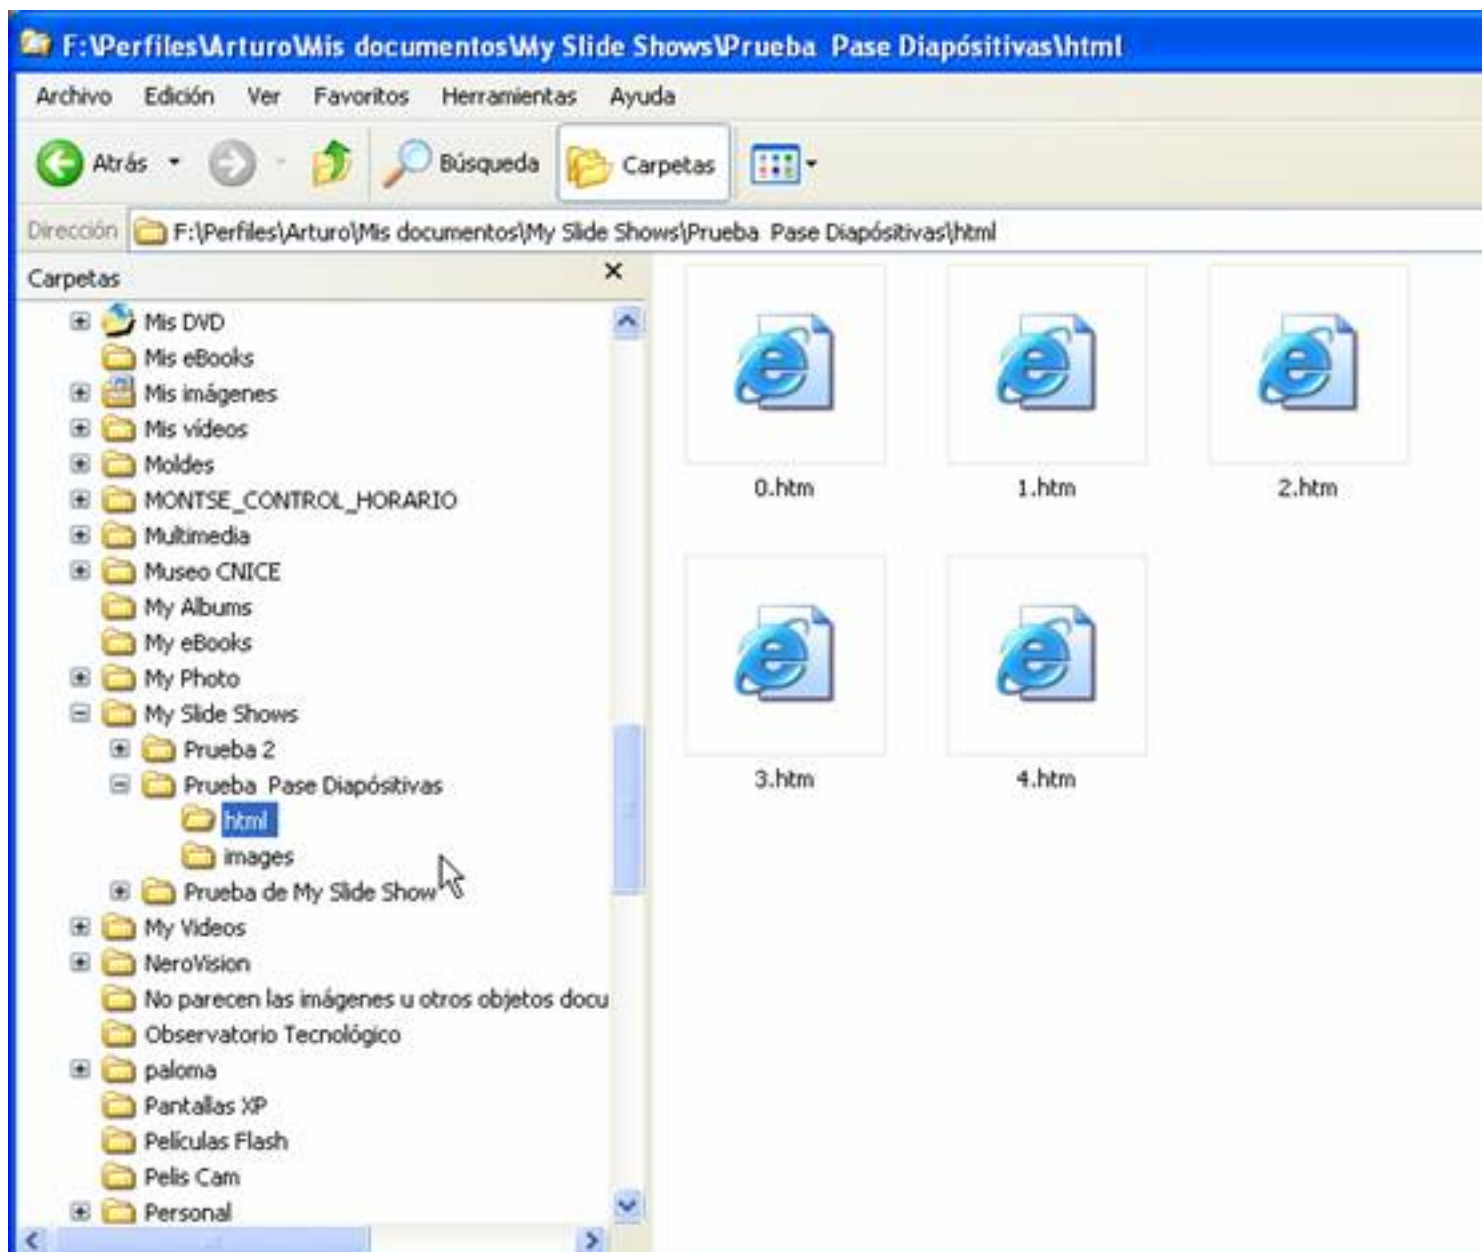 F:\Perfiles\Arturo\Mis documentos\My Slide Shows\Prueba  Pase Diapósitivas\html
Archivo Edición Ver Favoritos Herramientas Ayuda
Atrás Búsqueda Carpetas
Dirección F:\Perfiles\Arturo\Mis documentos\My Slide Shows\Prueba  Pase Diapósitivas\html
Carpetas
Mis DVD
Mis eBooks
Mis imágenes
Mis vídeos
Moldes
MONTSE_CONTROL_HORARIO
Multimedia
Museo CNICE
My Albums
My eBooks
My Photo
My Slide Shows
Prueba 2
Prueba  Pase Diapósitivas
html
images
Prueba de My Slide Show
My Videos
NeroVision
No parecen las imágenes u otros objetos docu
Observatorio Tecnológico
paloma
Pantallas XP
Películas Flash
Pelis Cam
Personal
0.htm 1.htm 2.htm
3.htm 4.htm